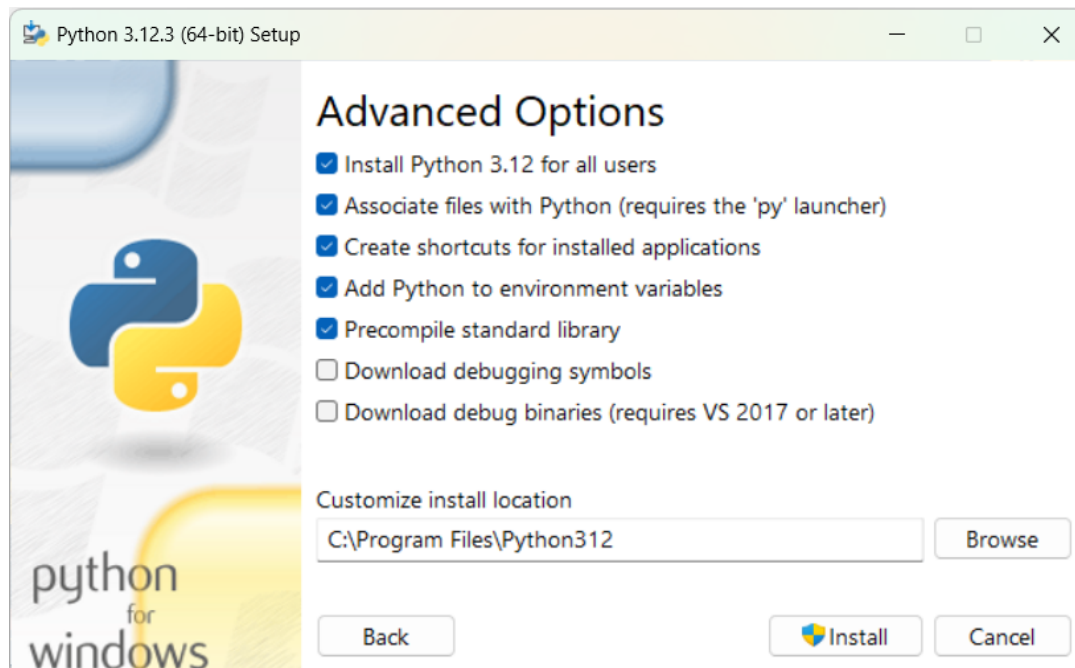 Python 3.12.3 (64-bit) Setup
Advanced Options
Install Python 3.12 for all users
Associate files with Python (requires the 'py' launcher)
Create shortcuts for installed applications
Add Python to environment variables
Precompile standard library
Download debugging symbols
Download debug binaries (requires VS 2017 or later)
Customize install location
C:\Program Files\Python312
Browse
python
for
windows
Back
Install
Cancel